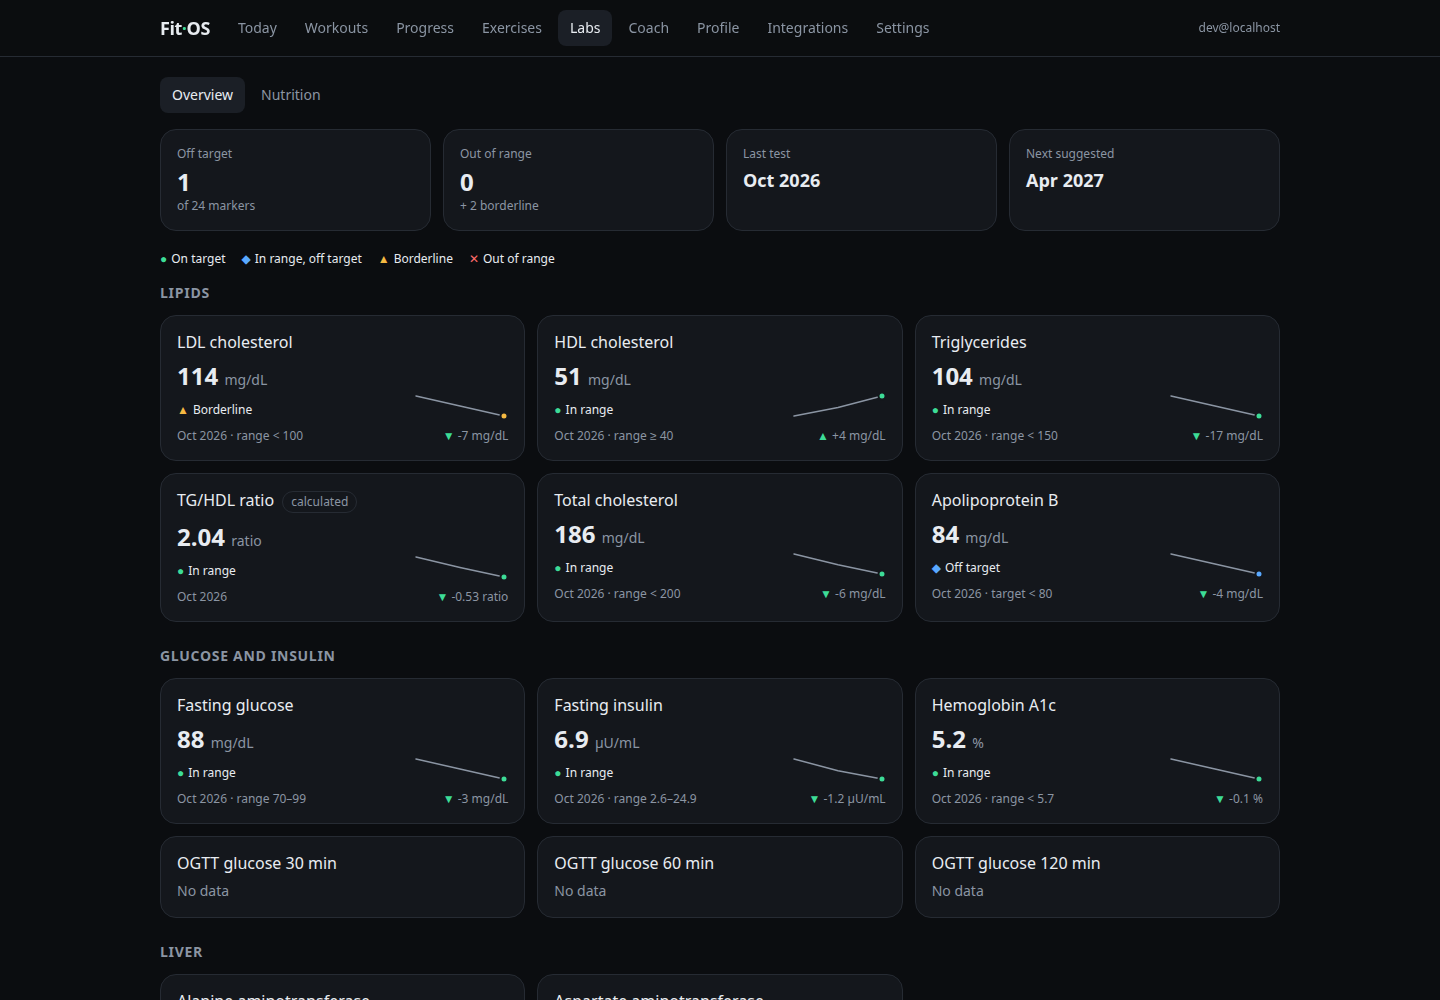 Fit·OS Today Workouts Progress Exercises Labs Coach Profile Integrations Settings dev@localhost
Overview Nutrition
Off target
1
of 24 markers
Out of range
0
+ 2 borderline
Last test
Oct 2026
Next suggested
Apr 2027
● On target ◆ In range, off target ▲ Borderline ✕ Out of range
LIPIDS
LDL cholesterol
114 mg/dL
▲ Borderline
Oct 2026 · range < 100 ▼ -7 mg/dL
HDL cholesterol
51 mg/dL
● In range
Oct 2026 · range ≥ 40 ▲ +4 mg/dL
Triglycerides
104 mg/dL
● In range
Oct 2026 · range < 150 ▼ -17 mg/dL
TG/HDL ratio calculated
2.04 ratio
● In range
Oct 2026 ▼ -0.53 ratio
Total cholesterol
186 mg/dL
● In range
Oct 2026 · range < 200 ▼ -6 mg/dL
Apolipoprotein B
84 mg/dL
◆ Off target
Oct 2026 · target < 80 ▼ -4 mg/dL
GLUCOSE AND INSULIN
Fasting glucose
88 mg/dL
● In range
Oct 2026 · range 70–99 ▼ -3 mg/dL
Fasting insulin
6.9 µU/mL
● In range
Oct 2026 · range 2.6–24.9 ▼ -1.2 µU/mL
Hemoglobin A1c
5.2 %
● In range
Oct 2026 · range < 5.7 ▼ -0.1 %
OGTT glucose 30 min
No data
OGTT glucose 60 min
No data
OGTT glucose 120 min
No data
LIVER
Alanine aminotransferase
Aspartate aminotransferase